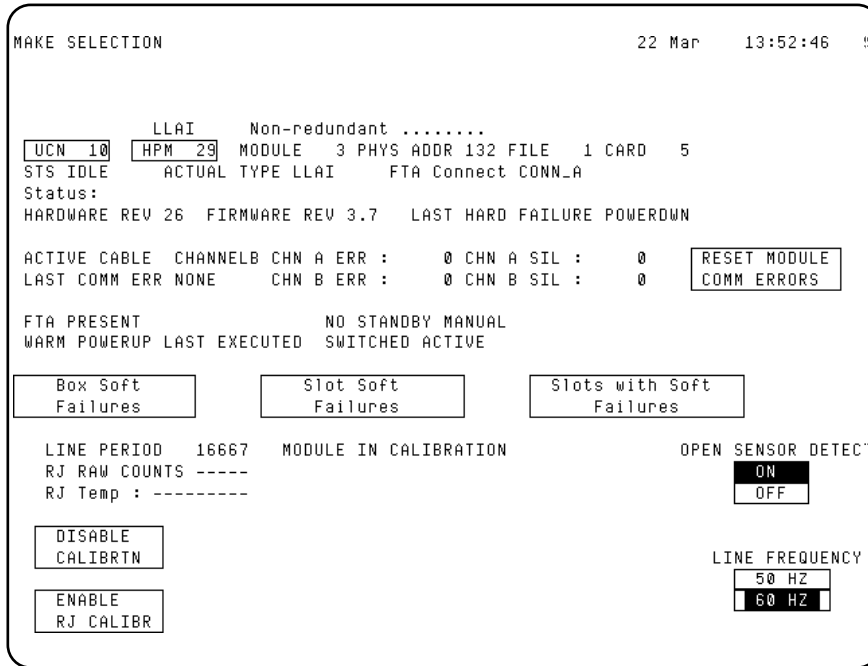 MAKE SELECTION 22 Mar 13:52:46
LLAI Non-redundant ........
UCN 10 HPM 29 MODULE 3 PHYS ADDR 132 FILE 1 CARD 5
STS IDLE ACTUAL TYPE LLAI FTA Connect CONN_A
Status:
HARDWARE REV 26 FIRMWARE REV 3.7 LAST HARD FAILURE POWERDWN
ACTIVE CABLE CHANNELB CHN A ERR : 0 CHN A SIL : 0 RESET MODULE
LAST COMM ERR NONE CHN B ERR : 0 CHN B SIL : 0 COMM ERRORS
FTA PRESENT NO STANDBY MANUAL
WARM POWERUP LAST EXECUTED SWITCHED ACTIVE
Box Soft Slot Soft Slots with Soft
Failures Failures Failures
LINE PERIOD 16667 MODULE IN CALIBRATION OPEN SENSOR DETECT
RJ RAW COUNTS ----- ON
RJ Temp : --------- OFF
DISABLE
CALIBRTN LINE FREQUENCY
50 HZ
ENABLE 60 HZ
RJ CALIBR